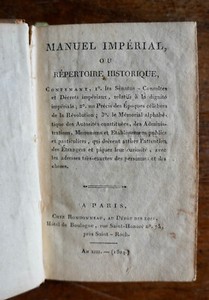 MANUEL IMPÉRIAL,
OU
RÉPERTOIRE HISTORIQUE,
CONTENANT, 1°. les Sénatus-Consultes
et Décrets impériaux, relatifs à la dignité
impériale; 2°. un Précis des époques célèbres
de la Révolution; 3°. le Mémorial alphabé-
tique des Autorités constituées, des Adminis-
trations, Monumens et Etablissemens publics
et particuliers, qui doivent attirer l'attention
des Étrangers et piquer leur curiosité, avec
les adresses très-exactes des personnes et des
choses.
A PARIS,
CHEZ RONDONNEAU, AU DÉPÔT DES LOIS,
Hôtel de Boulogne, rue Saint-Honoré n°. 75,
près Saint-Roch.
AN XIII.